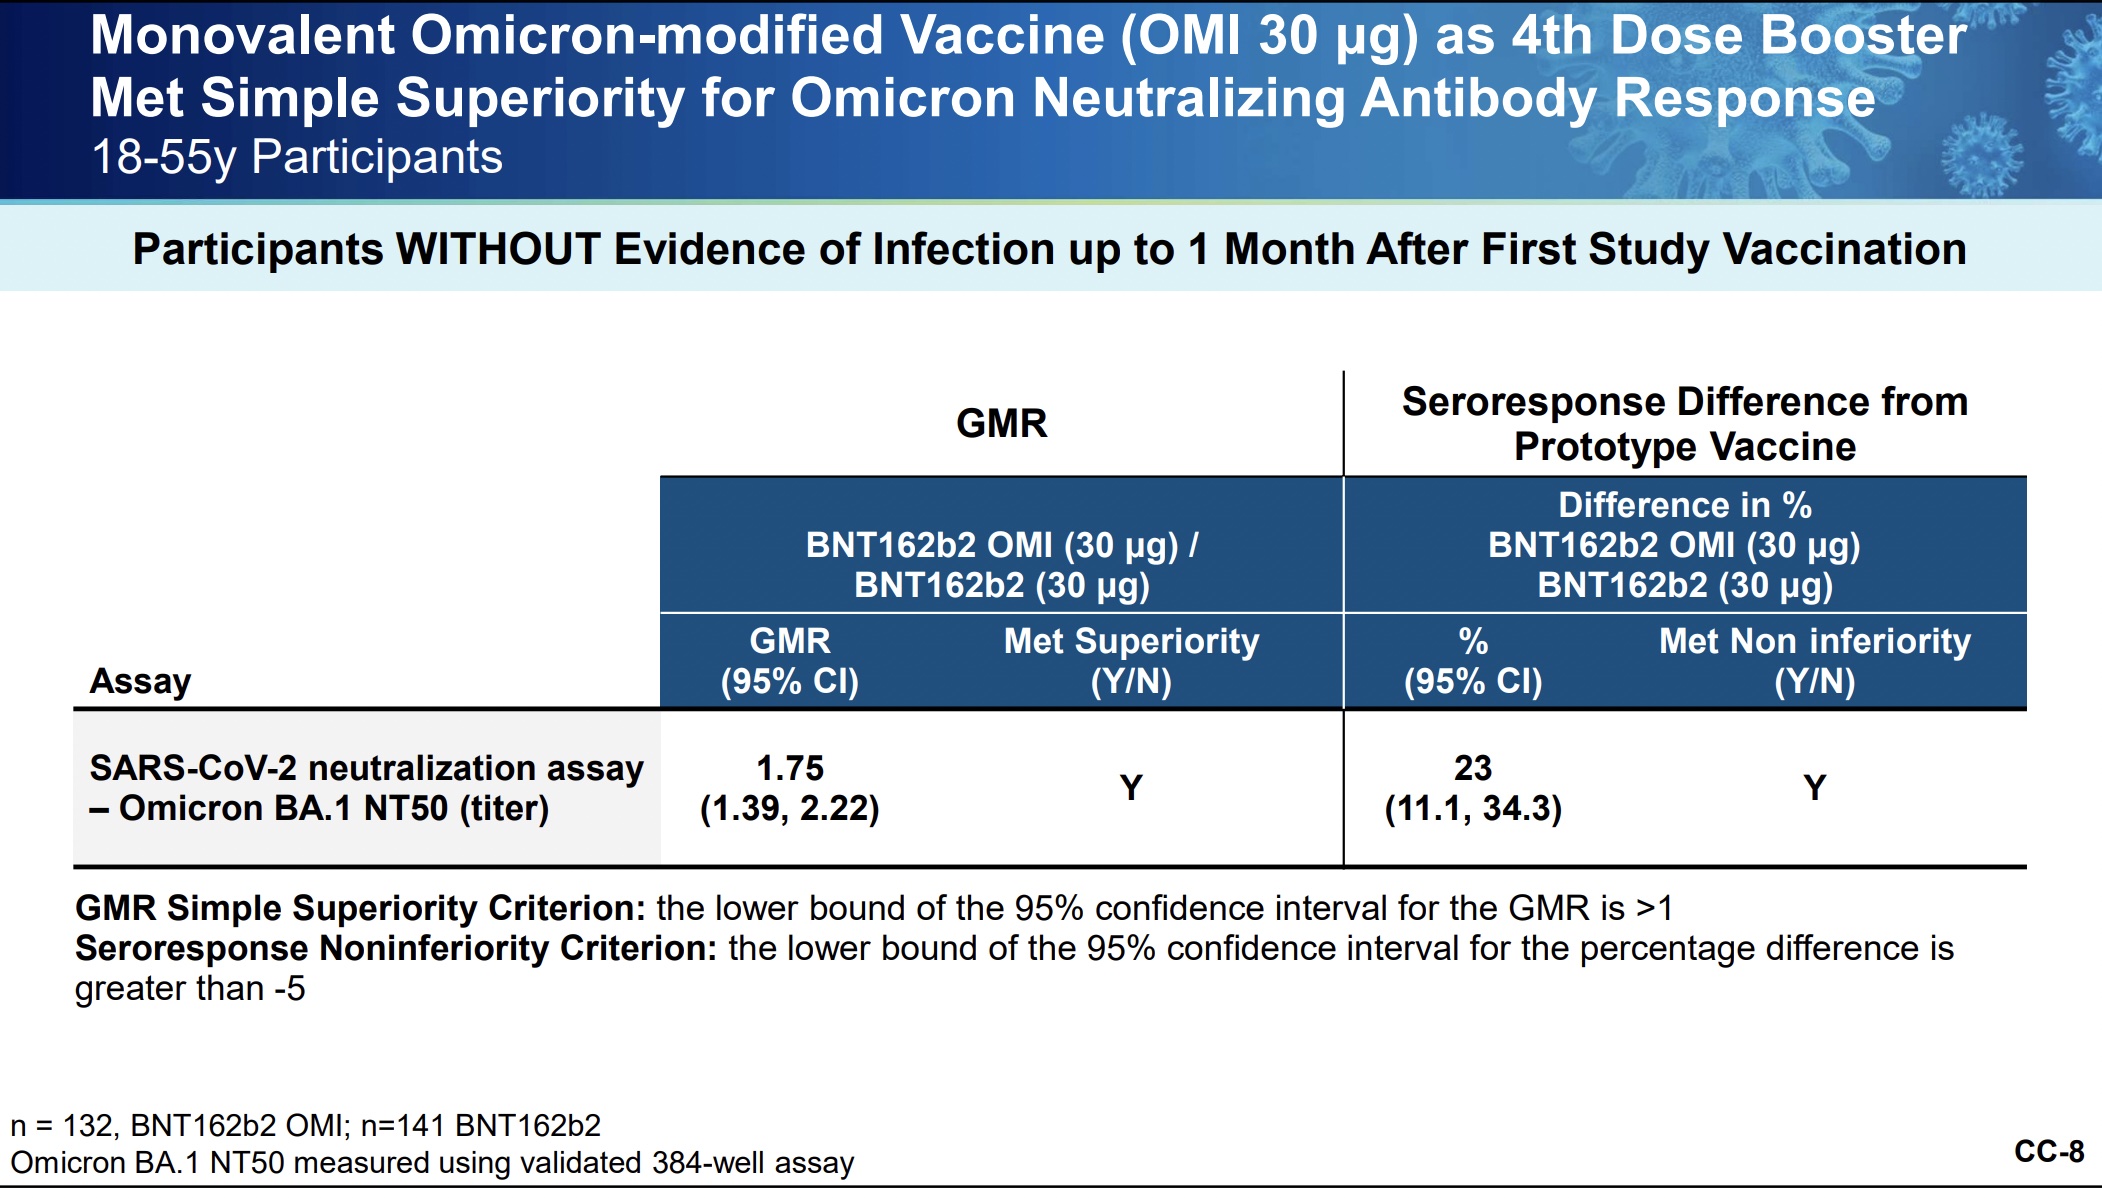 Monovalent Omicron-modified Vaccine (OMI 30 µg) as 4th Dose Booster
Met Simple Superiority for Omicron Neutralizing Antibody Response
18-55y Participants
Participants WITHOUT Evidence of Infection up to 1 Month After First Study Vaccination
GMR
Seroresponse Difference from
Prototype Vaccine
BNT162b2 OMI (30 µg) /
BNT162b2 (30 µg)
Difference in %
BNT162b2 OMI (30 µg)
BNT162b2 (30 µg)
Assay
GMR
(95% CI)
Met Superiority
(Y/N)
%
(95% CI)
Met Non inferiority
(Y/N)
SARS-CoV-2 neutralization assay
– Omicron BA.1 NT50 (titer)
1.75
(1.39, 2.22)
Y
23
(11.1, 34.3)
Y
GMR Simple Superiority Criterion: the lower bound of the 95% confidence interval for the GMR is >1
Seroresponse Noninferiority Criterion: the lower bound of the 95% confidence interval for the percentage difference is
greater than -5
n = 132, BNT162b2 OMI; n=141 BNT162b2
Omicron BA.1 NT50 measured using validated 384-well assay
CC-8